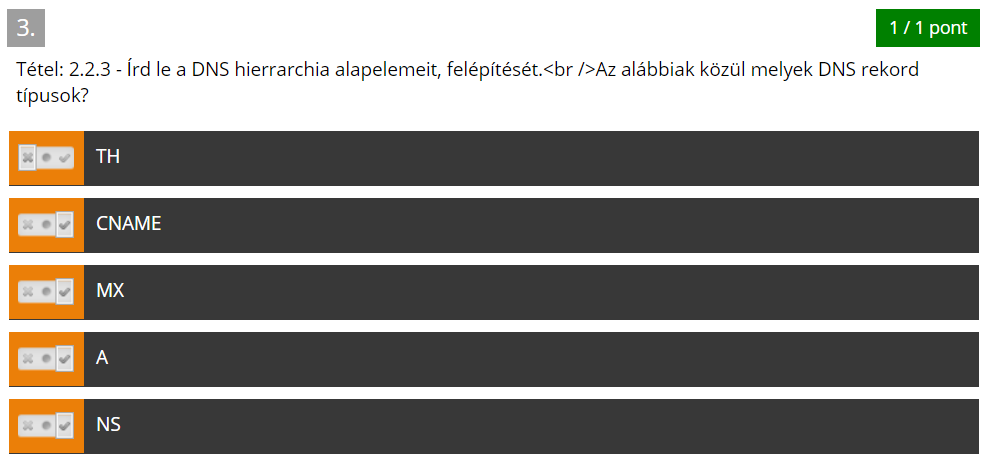 3.
1 / 1 pont
Tétel: 2.2.3 - Írd le a DNS hierrarchia alapelemeit, felépítését.<br />Az alábbiak közül melyek DNS rekord
típusok?
TH
CNAME
MX
A
NS